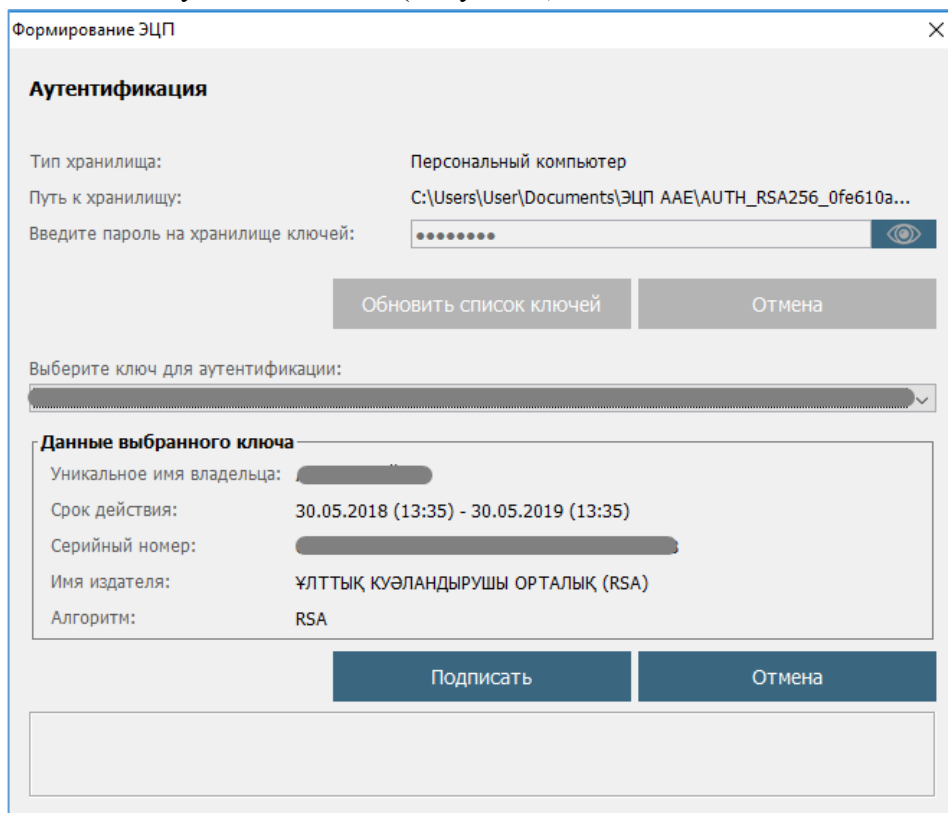 Формирование ЭЦП
Аутентификация
Тип хранилища: Персональный компьютер
Путь к хранилищу: C:\Users\User\Documents\ЭЦП ААЕ\AUTH_RSA256_0fe610a...
Введите пароль на хранилище ключей: ●●●●●●●●
Обновить список ключей Отмена
Выберите ключ для аутентификации:
Данные выбранного ключа
Уникальное имя владельца:
Срок действия: 30.05.2018 (13:35) - 30.05.2019 (13:35)
Серийный номер:
Имя издателя: ҰЛТТЫҚ КУӘЛАНДЫРУШЫ ОРТАЛЫҚ (RSA)
Алгоритм: RSA
Подписать Отмена